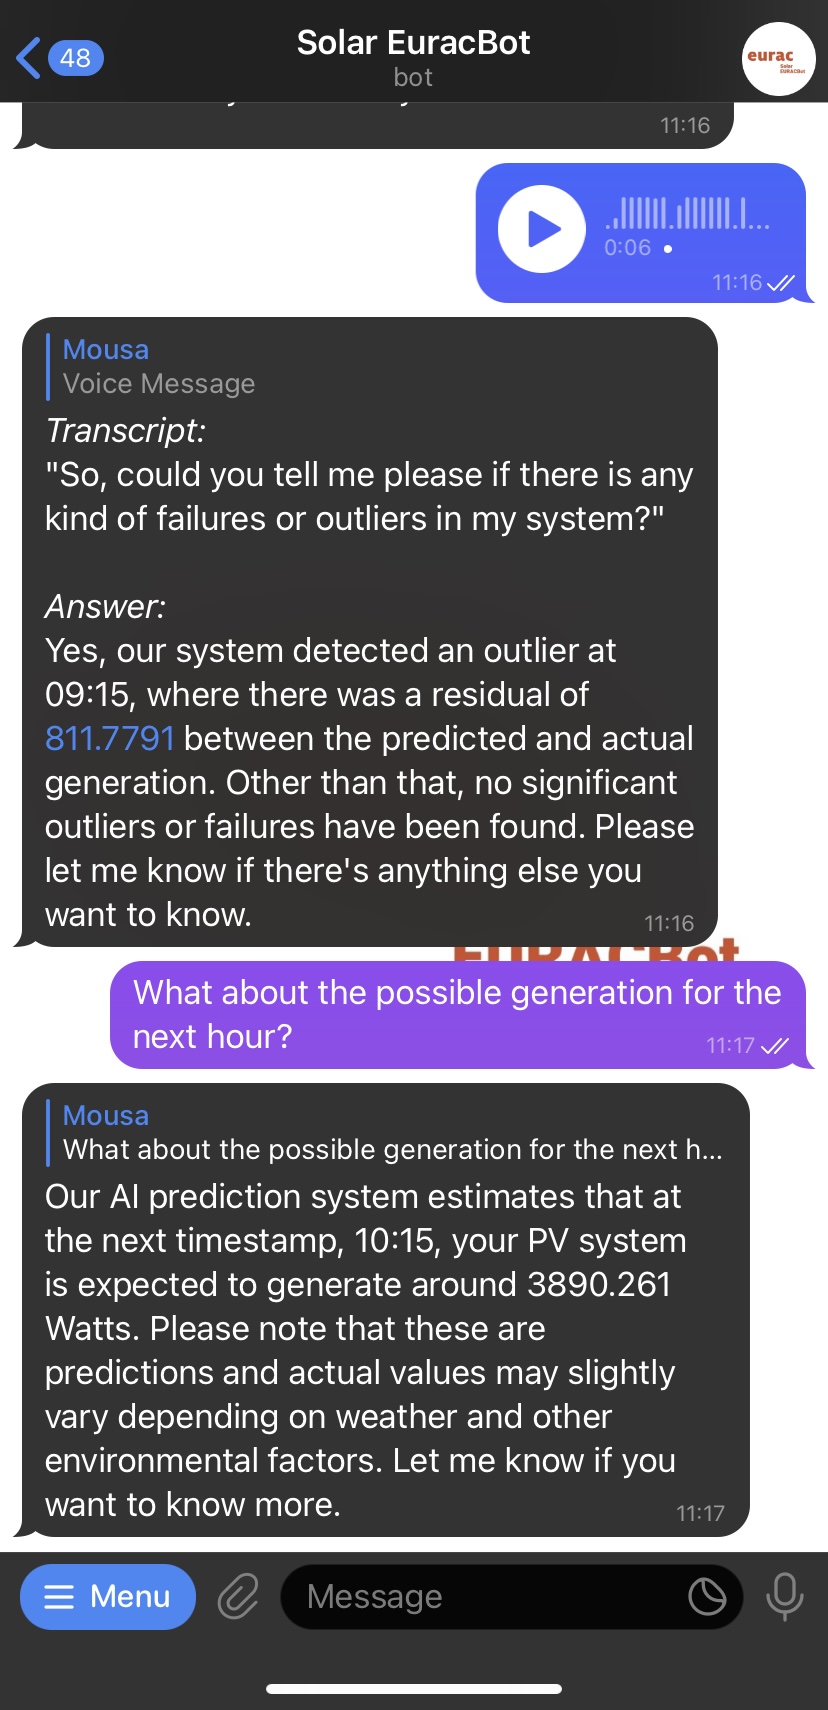 48
Solar EuracBot
bot
eurac
Solar
EURACBot
11:16
0:06
11:16
Mousa
Voice Message
Transcript:
"So, could you tell me please if there is any
kind of failures or outliers in my system?"
Answer:
Yes, our system detected an outlier at
09:15, where there was a residual of
811.7791 between the predicted and actual
generation. Other than that, no significant
outliers or failures have been found. Please
let me know if there's anything else you
want to know.
11:16
EURACBot
What about the possible generation for the
next hour?
11:17
Mousa
What about the possible generation for the next h...
Our AI prediction system estimates that at
the next timestamp, 10:15, your PV system
is expected to generate around 3890.261
Watts. Please note that these are
predictions and actual values may slightly
vary depending on weather and other
environmental factors. Let me know if you
want to know more.
11:17
Menu
Message